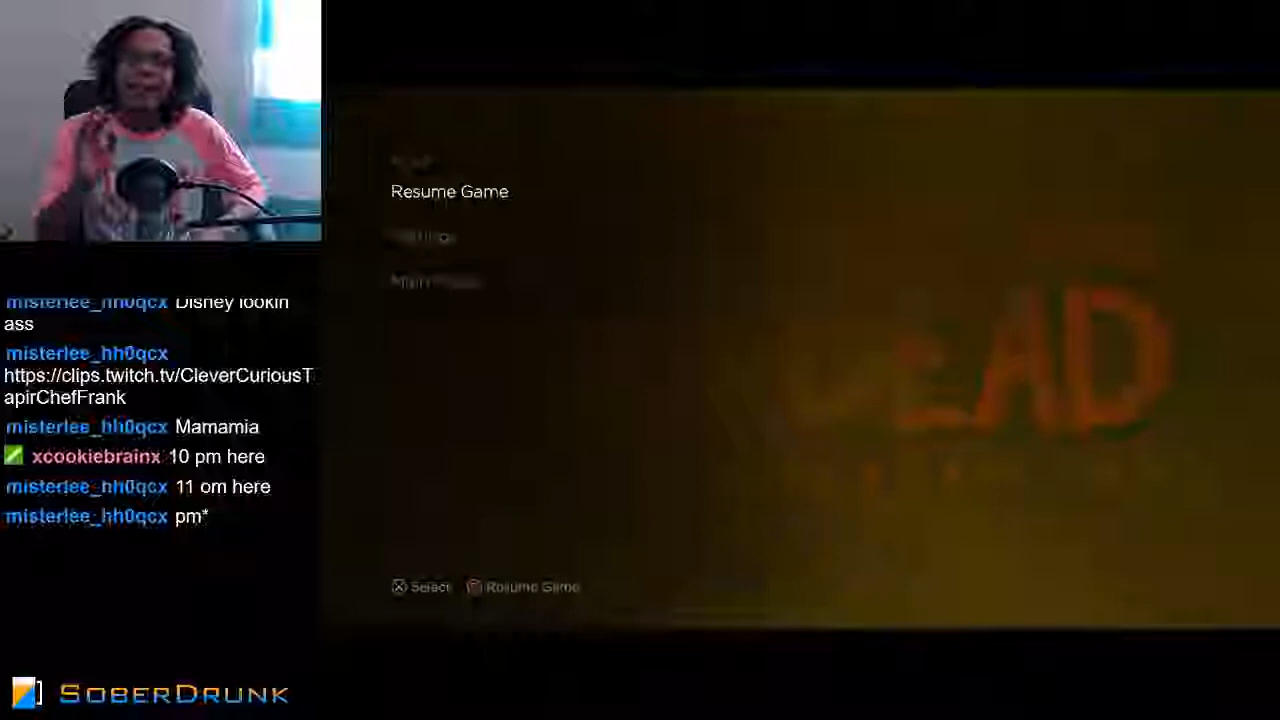 Resume Game
DEAD
misterlee_hh0qcx Disney lookin
ass
misterlee_hh0qcx
https://clips.twitch.tv/CleverCuriousT
apirChefFrank
misterlee_hh0qcx Mamamia
xcookiebrainx 10 pm here
misterlee_hh0qcx 11 om here
misterlee_hh0qcx pm*
Select Resume Game
SOBERDRUNK